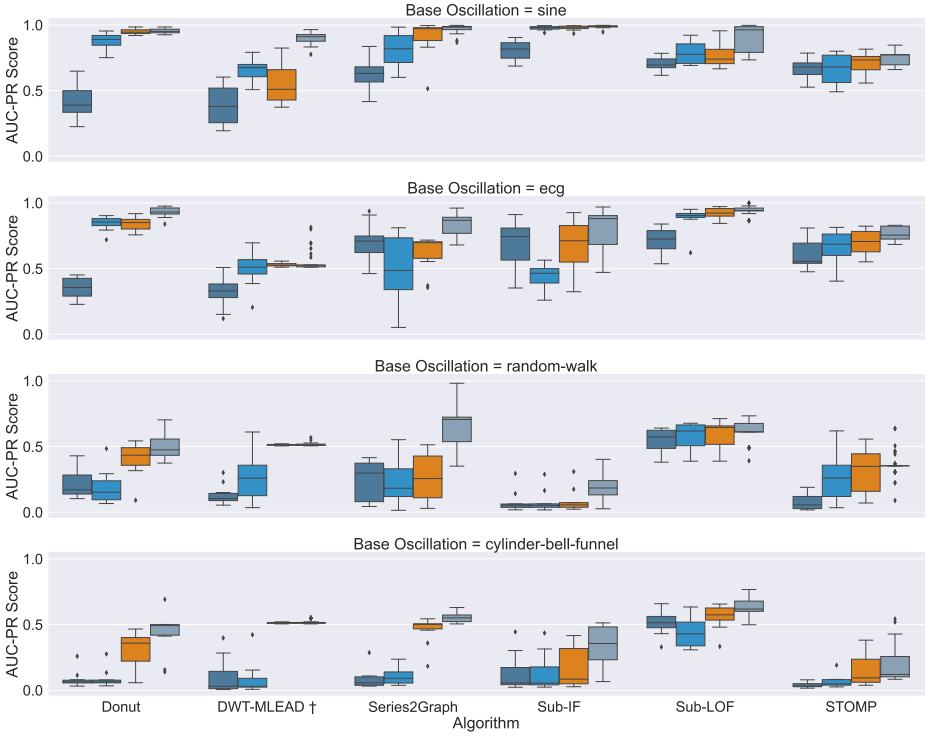 Base Oscillation = sine
AUC-PR Score
1.0
0.5
0.0
Base Oscillation = ecg
AUC-PR Score
1.0
0.5
0.0
Base Oscillation = random-walk
AUC-PR Score
1.0
0.5
0.0
Base Oscillation = cylinder-bell-funnel
AUC-PR Score
1.0
0.5
0.0
Donut DWT-MLEAD † Series2Graph Sub-IF Sub-LOF STOMP
Algorithm